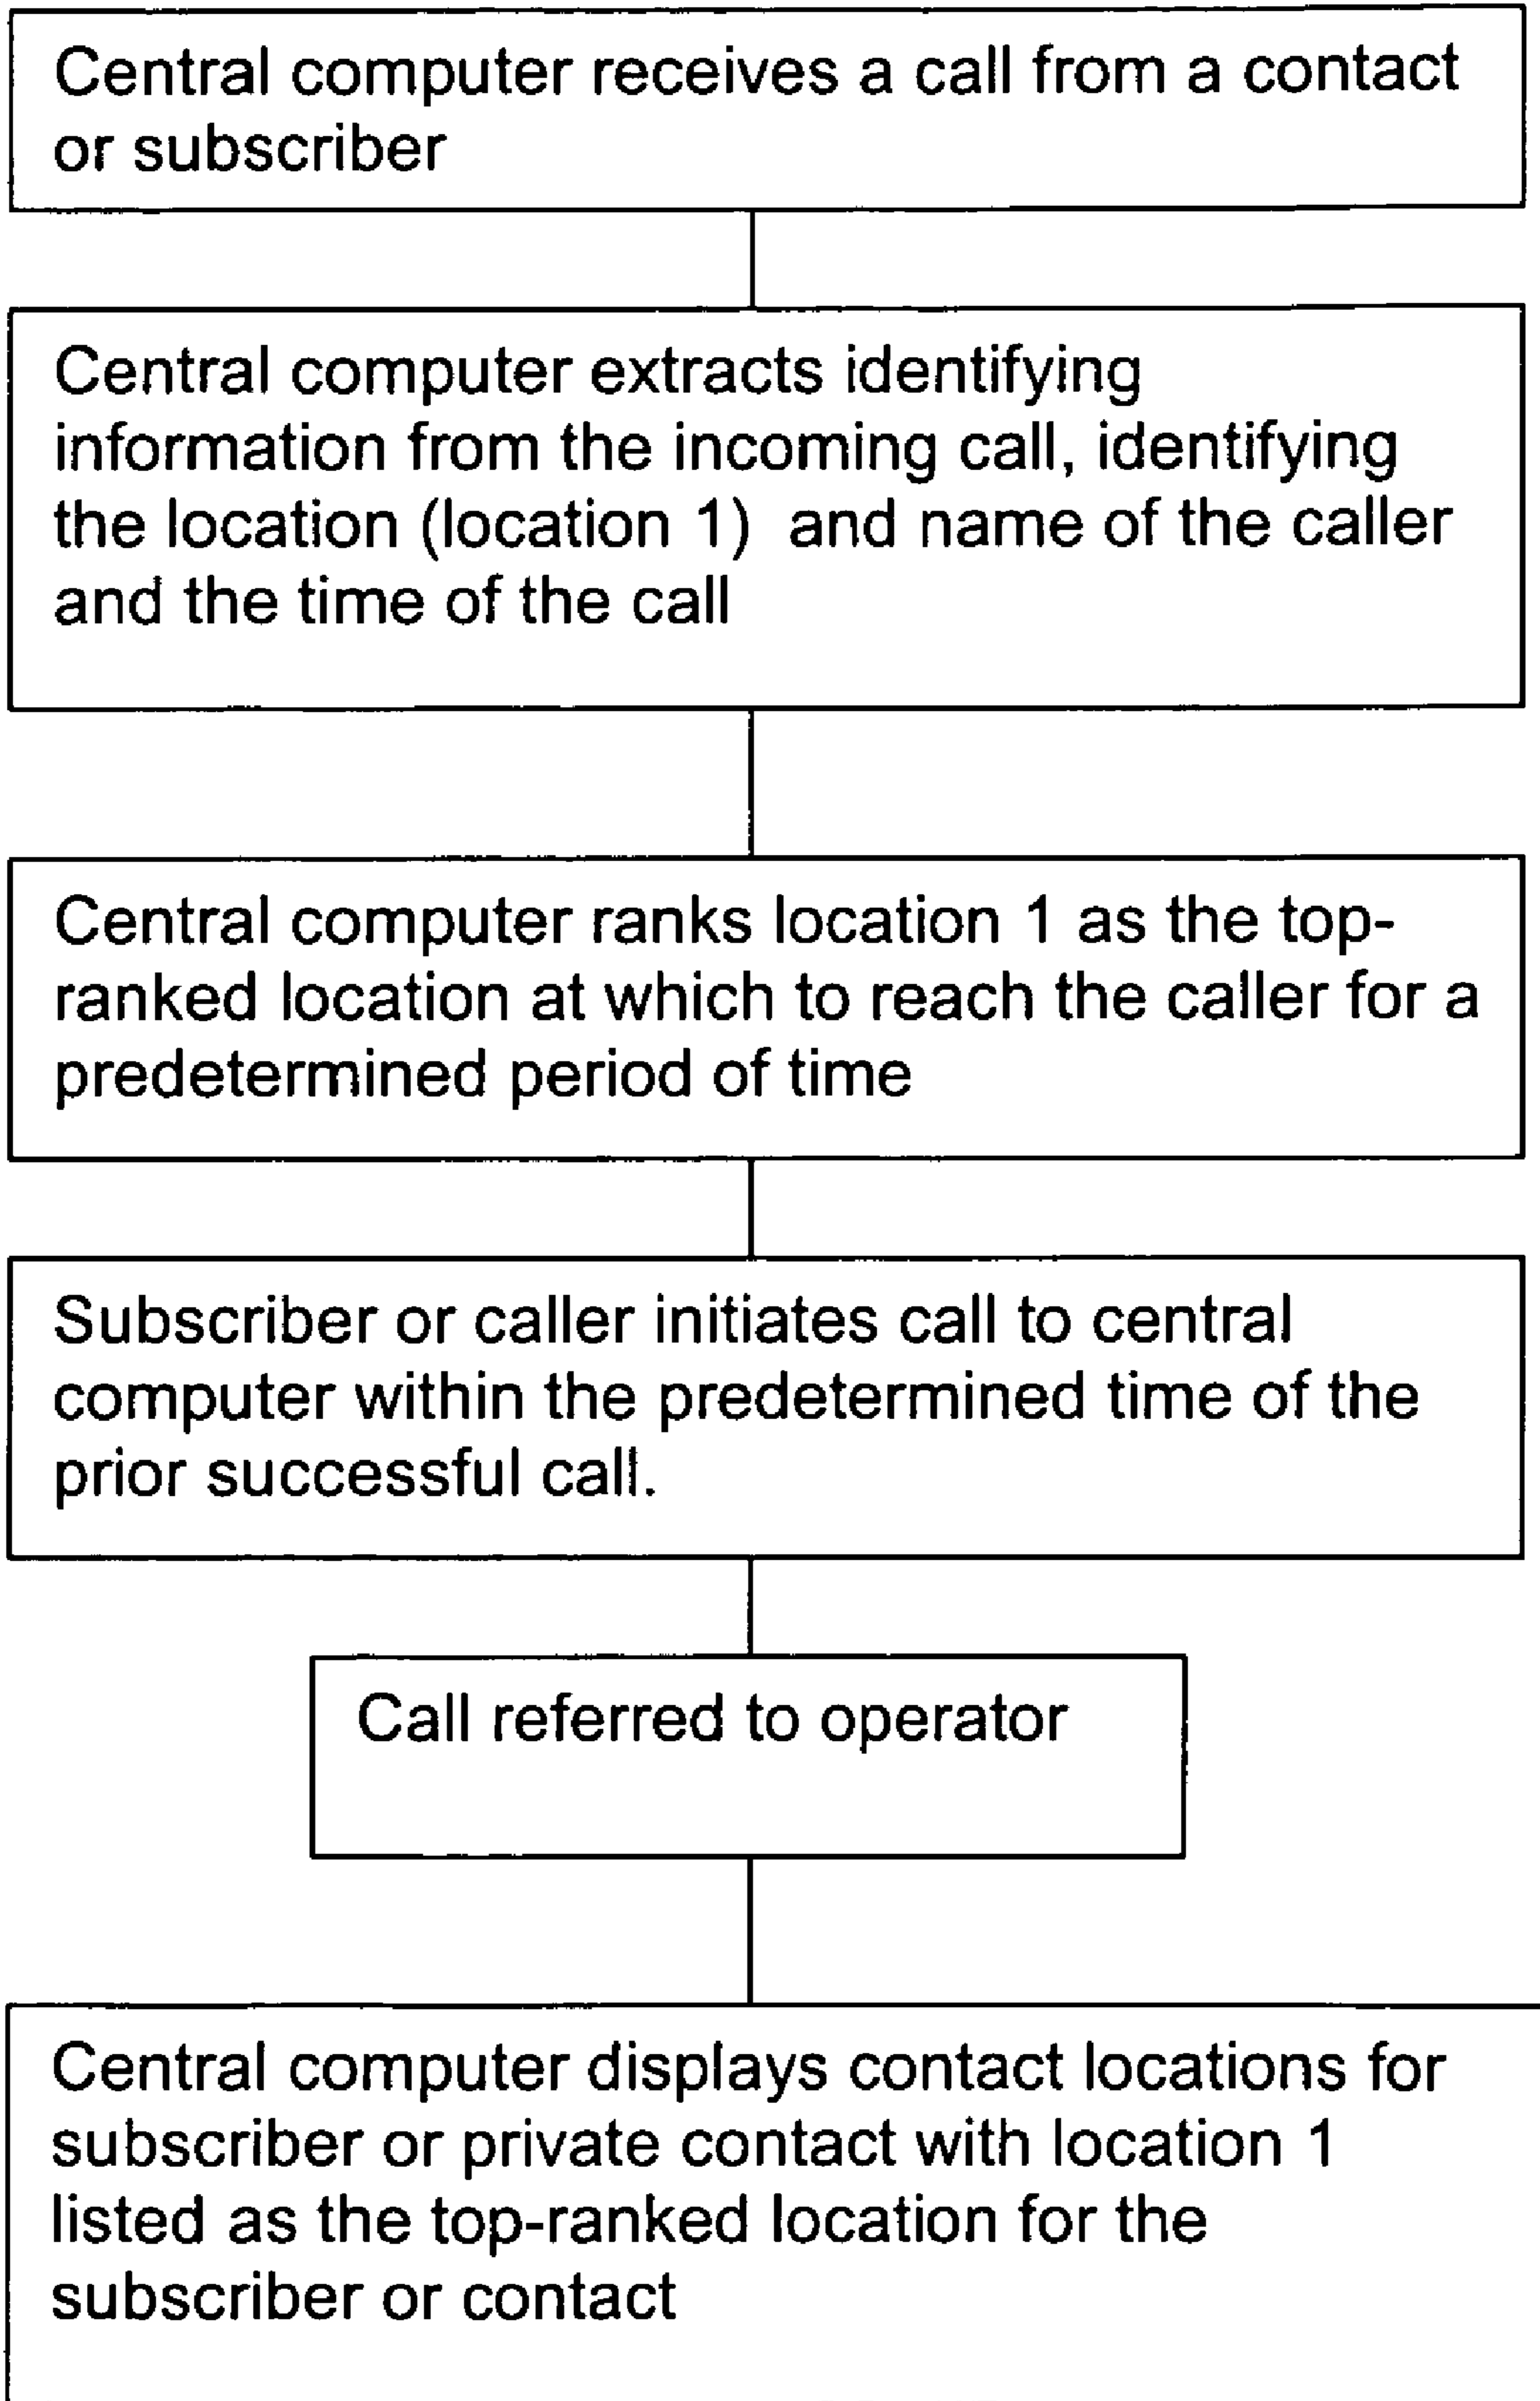 Central computer receives a call from a contact
or subscriber
Central computer extracts identifying
information from the incoming call, identifying
the location (location 1) and name of the caller
and the time of the call
Central computer ranks location 1 as the top-
ranked location at which to reach the caller for a
predetermined period of time
Subscriber or caller initiates call to central
computer within the predetermined time of the
prior successful call.
Call referred to operator
Central computer displays contact locations for
subscriber or private contact with location 1
listed as the top-ranked location for the
subscriber or contact